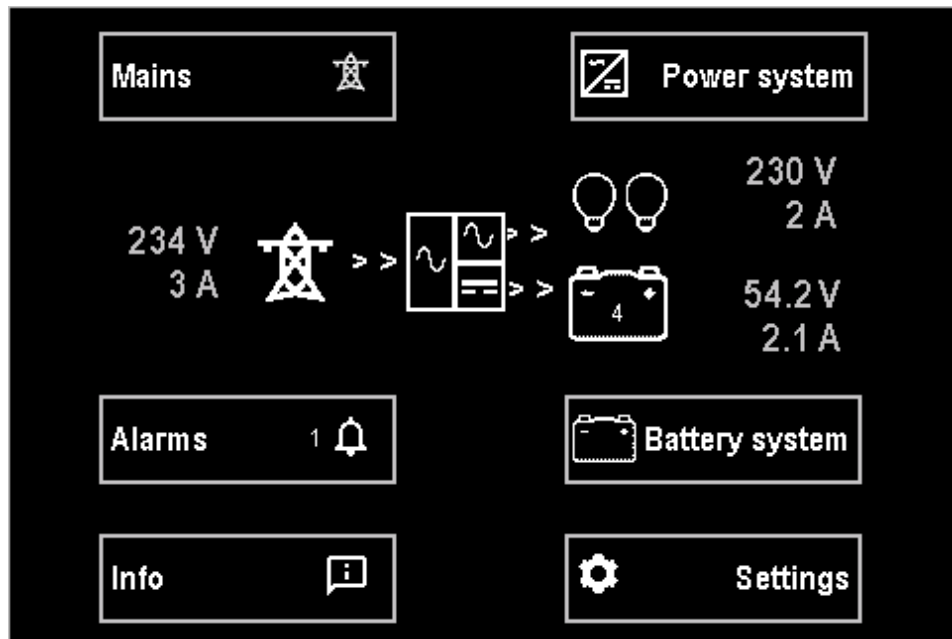 Mains
Power system
230 V
2 A
234 V
3 A
> >
> >
> >
4
54.2 V
2.1 A
Alarms 1
Battery system
Info
Settings